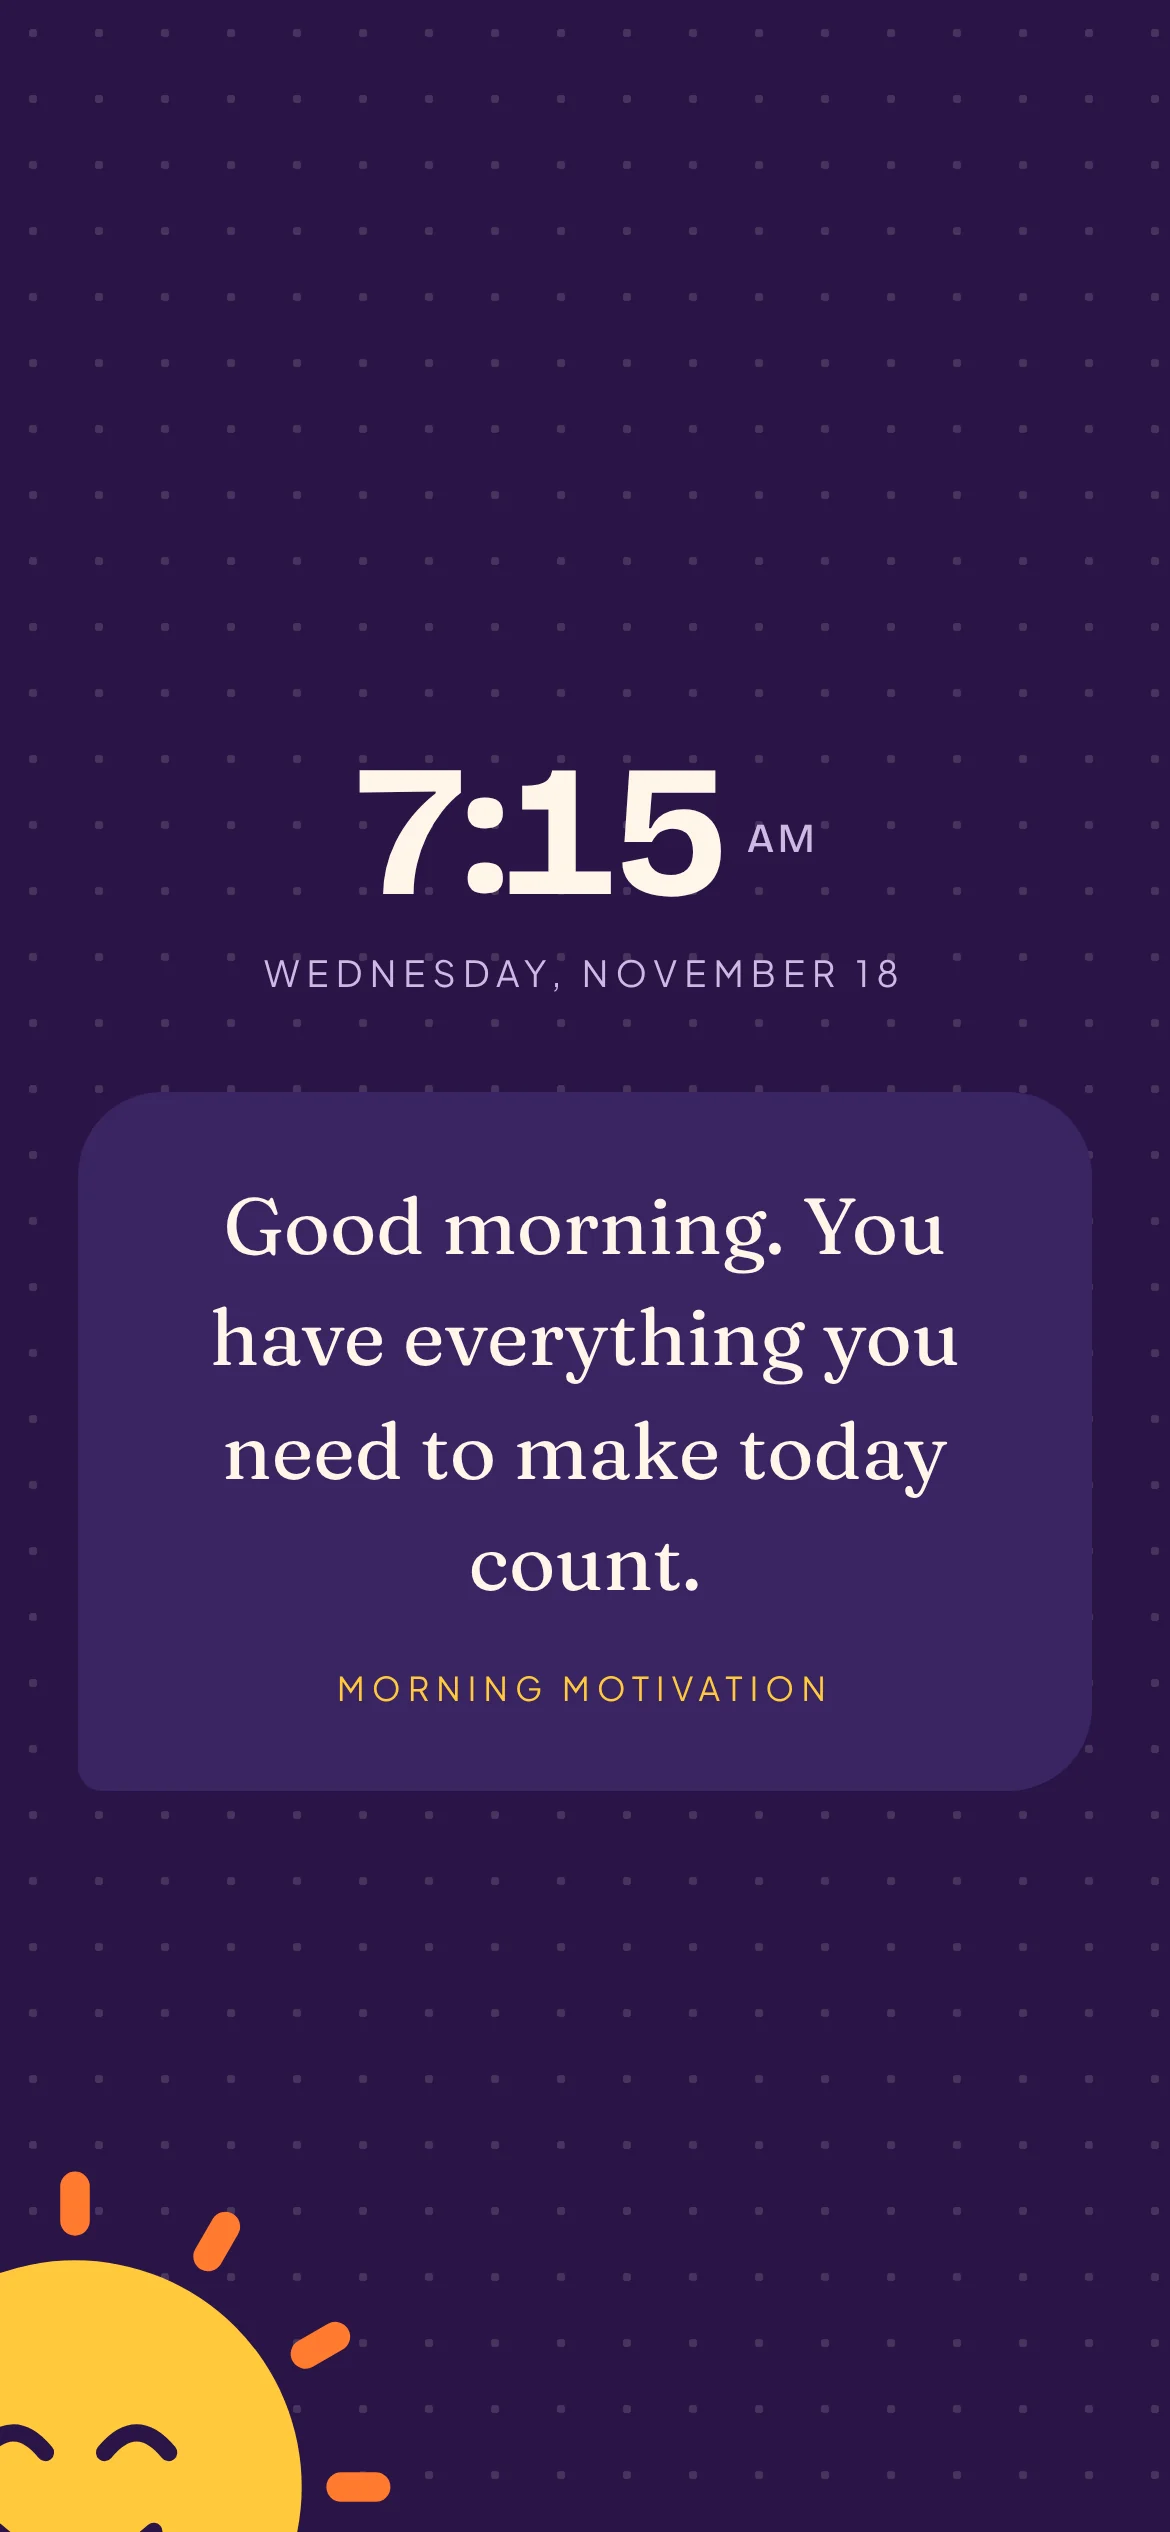 7:15 AM
WEDNESDAY, NOVEMBER 18
Good morning. You
have everything you
need to make today
count.
MORNING MOTIVATION